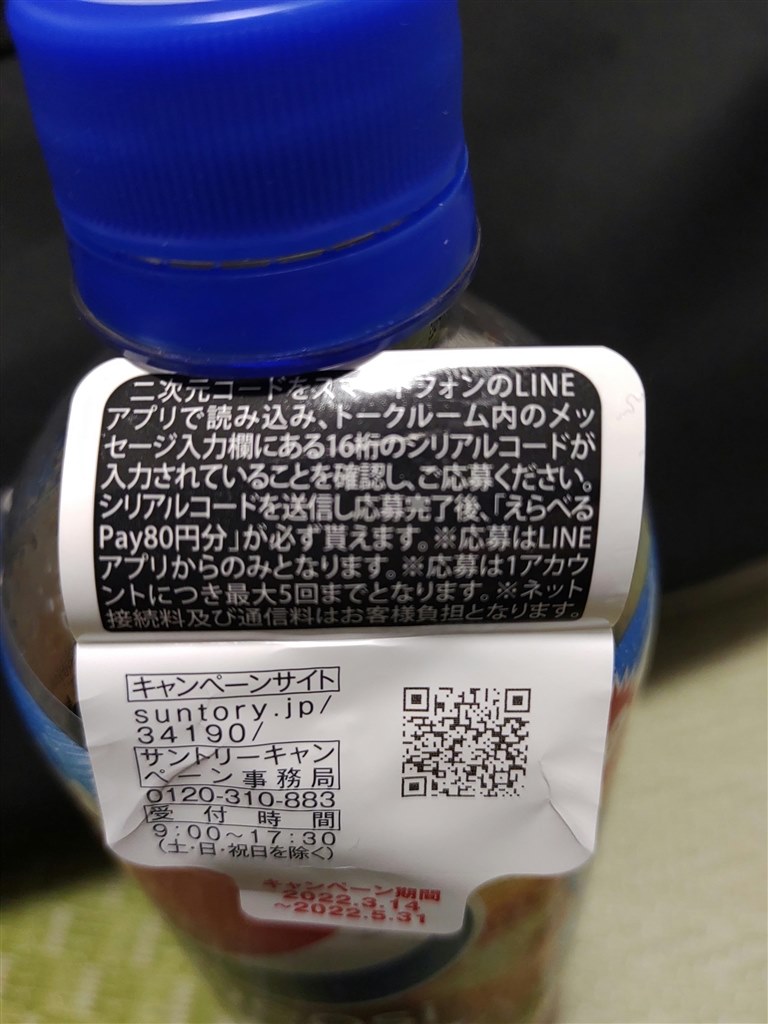 二次元コードをスマートフォンのLINE
アプリで読み込み、トークルーム内のメッ
セージ入力欄にある16桁のシリアルコードが
入力されていることを確認し、ご応募ください。
シリアルコードを送信し応募完了後、「えらべる
Pay80円分」が必ず貰えます。※応募はLINE
アプリからのみとなります。※応募は1アカウ
ントにつき最大5回までとなります。※ネット
接続料及び通信料はお客様負担となります。
キャンペーンサイト
suntory.jp/
34190/
サントリーキャン
ペーン事務局
0120-310-883
受付時間
9:00～17:30
(土・日・祝日を除く)
キャンペーン期間
2022.3.14
～2022.5.31